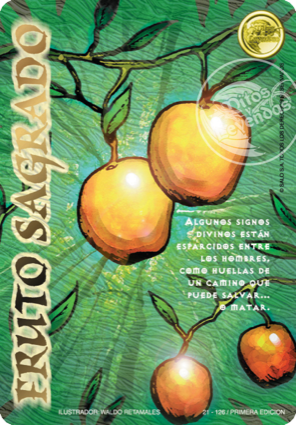 FRUTO SAGRADO
Mitos
Leyendas
Algunos signos
divinos están
esparcidos entre
los hombres,
como huellas de
un camino que
puede salvar...
o matar.
ILUSTRADOR: WALDO RETAMALES
21 - 126 / PRIMERA EDICION